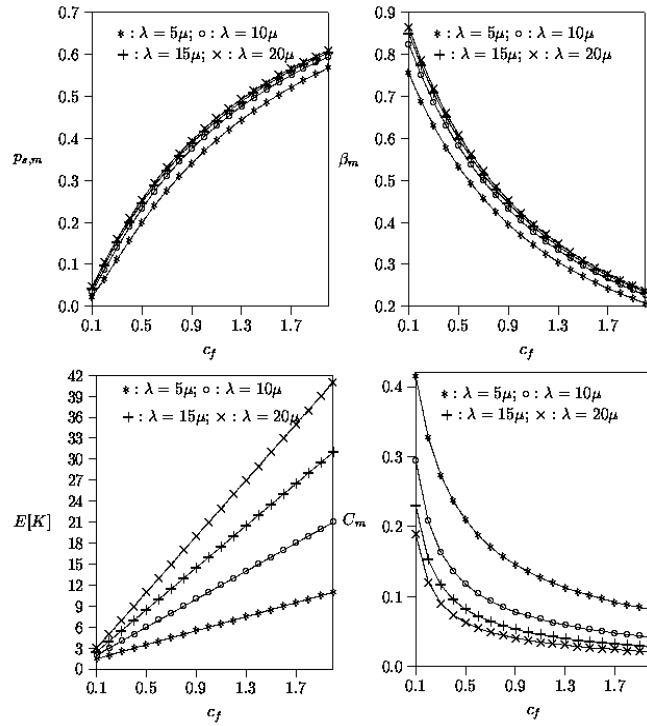 ∗ : λ = 5μ; ○ : λ = 10μ
+ : λ = 15μ; × : λ = 20μ
0.7
0.6
0.5
0.4
0.3
0.2
0.1
0.0
p_{s,m}
0.1 0.5 0.9 1.3 1.7
c_f
∗ : λ = 5μ; ○ : λ = 10μ
+ : λ = 15μ; × : λ = 20μ
0.9
0.8
0.7
0.6
0.5
0.4
0.3
0.2
β_m
0.1 0.5 0.9 1.3 1.7
c_f
∗ : λ = 5μ; ○ : λ = 10μ
+ : λ = 15μ; × : λ = 20μ
42
39
36
33
30
27
24
21
18
15
12
9
6
3
0
E[K]
0.1 0.5 0.9 1.3 1.7
c_f
∗ : λ = 5μ; ○ : λ = 10μ
+ : λ = 15μ; × : λ = 20μ
0.4
0.3
0.2
0.1
0.0
C_m
0.1 0.5 0.9 1.3 1.7
c_f